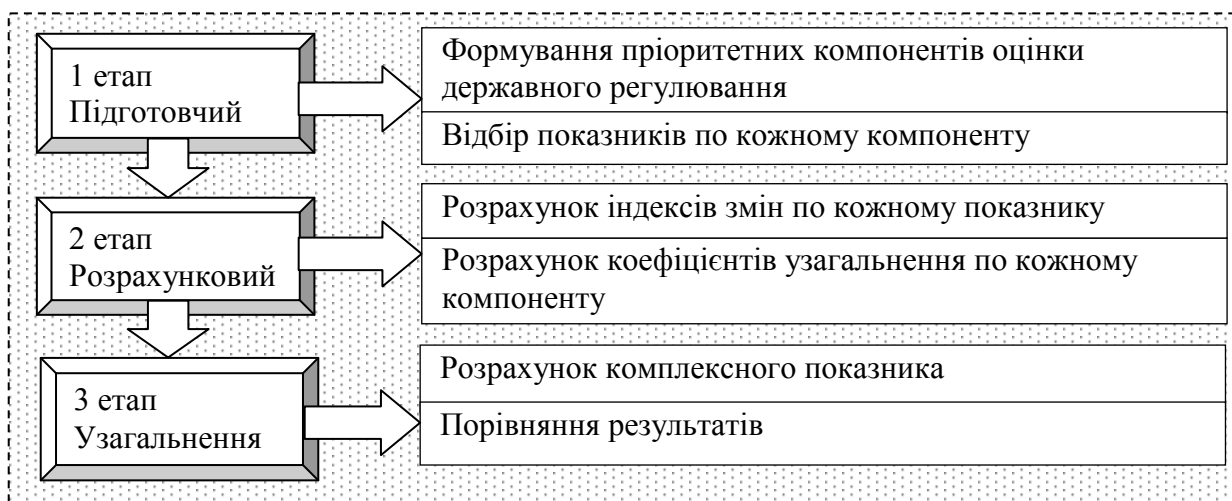 1 етап
Підготовчий
Формування пріоритетних компонентів оцінки
державного регулювання
Відбір показників по кожному компоненту
2 етап
Розрахунковий
Розрахунок індексів змін по кожному показнику
Розрахунок коефіцієнтів узагальнення по кожному
компоненту
3 етап
Узагальнення
Розрахунок комплексного показника
Порівняння результатів